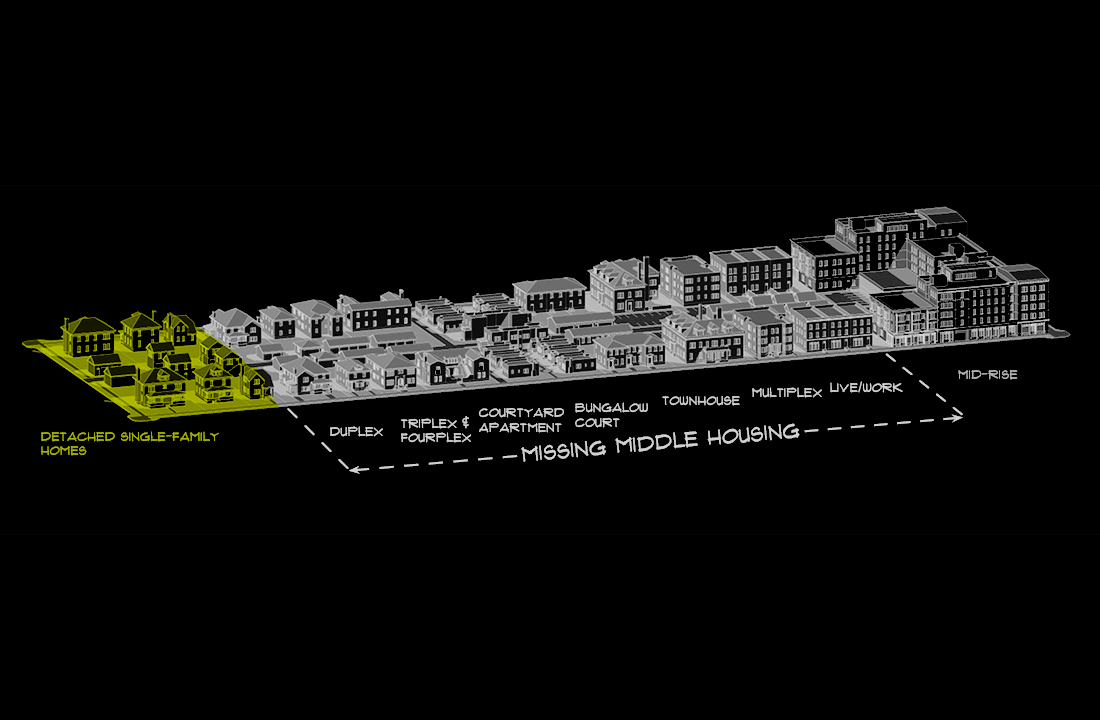 DETACHED SINGLE-FAMILY
HOMES
DUPLEX
TRIPLEX &
FOURPLEX
COURTYARD
APARTMENT
BUNGALOW
COURT
TOWNHOUSE
MULTIPLEX
LIVE/WORK
MID-RISE
MISSING MIDDLE HOUSING